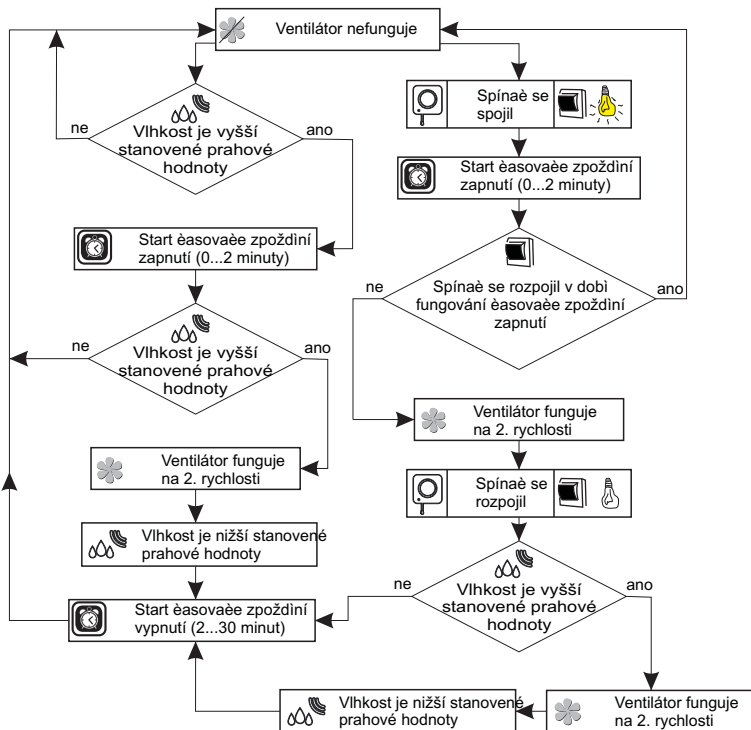 Ventilátor nefunguje
Vlhkost je vyšší
stanovené prahové
hodnoty
ne
ano
Start èasovaèe zpoždìní
zapnutí (0...2 minuty)
Vlhkost je vyšší
stanovené prahové
hodnoty
ne
ano
Ventilátor funguje
na 2. rychlosti
Vlhkost je nižší stanovené
prahové hodnoty
Start èasovaèe zpoždìní
vypnutí (2...30 minut)
Spínaè se
spojil
Start èasovaèe zpoždìní
zapnutí (0...2 minuty)
Spínaè se rozpojil v dobì
fungování èasovaèe zpoždìní
zapnutí
ne
ano
Ventilátor funguje
na 2. rychlosti
Spínaè se
rozpojil
Vlhkost je vyšší
stanovené prahové
hodnoty
ne
ano
Ventilátor funguje
na 2. rychlosti
Vlhkost je nižší stanovené
prahové hodnoty